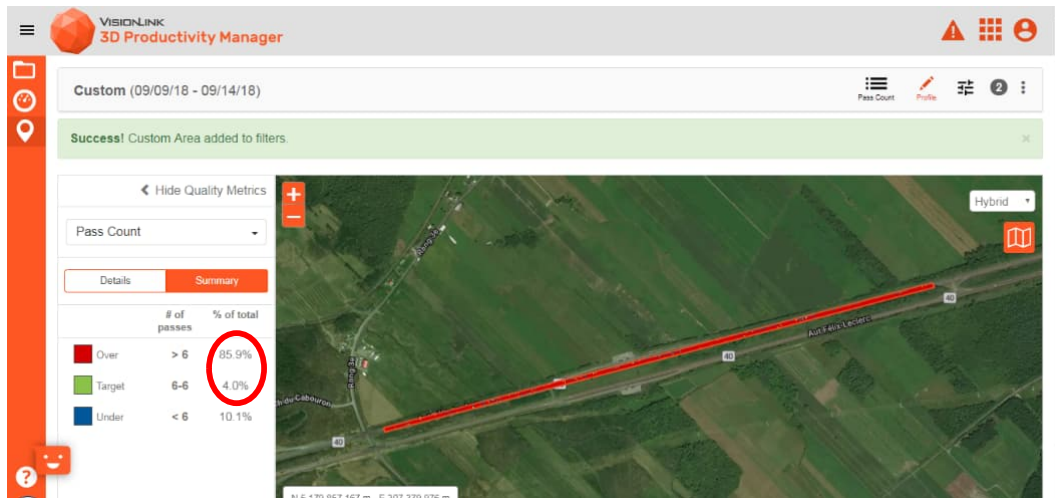 VISIONLINK
3D Productivity Manager
Custom (09/09/18 - 09/14/18)
Pass Count
Profile
2
Success! Custom Area added to filters.
×
Hide Quality Metrics
+
−
Hybrid
Pass Count
Details
Summary
# of passes
% of total
Over > 6 85.9%
Target 6-6 4.0%
Under < 6 10.1%
40
Aut Félix-Leclerc
40
40
?